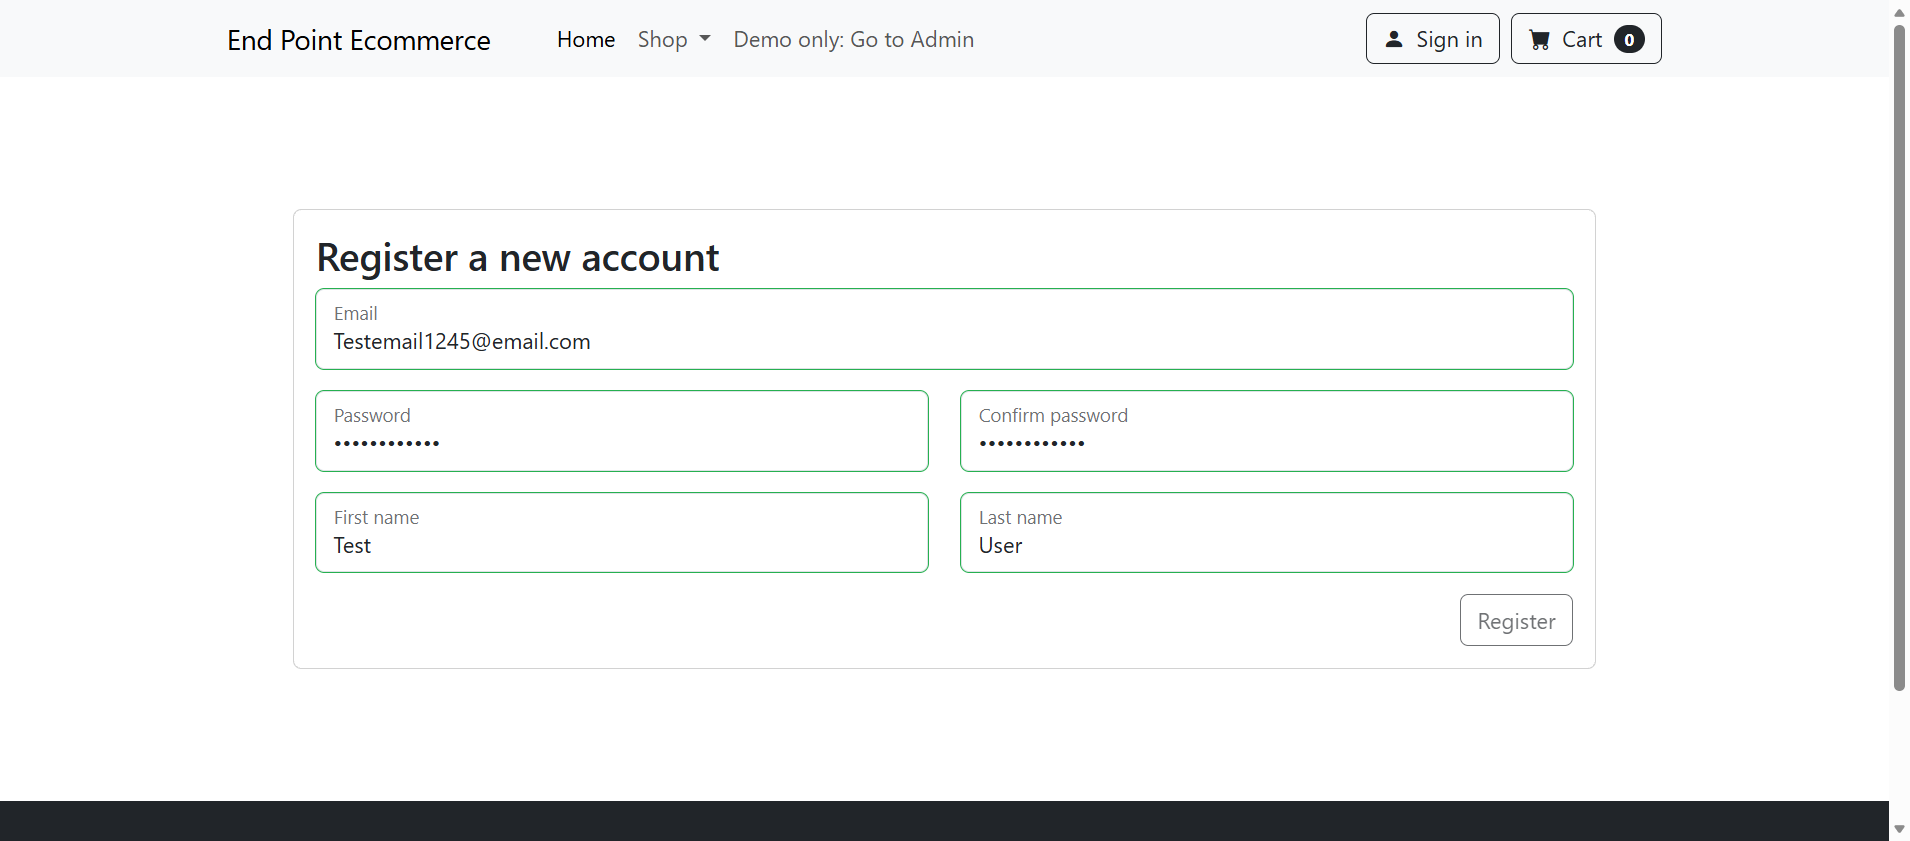 End Point Ecommerce Home Shop Demo only: Go to Admin Sign in Cart 0
Register a new account
Email
Testemail1245@email.com
Password Confirm password
•••••••••••• ••••••••••••
First name Last name
Test User
Register